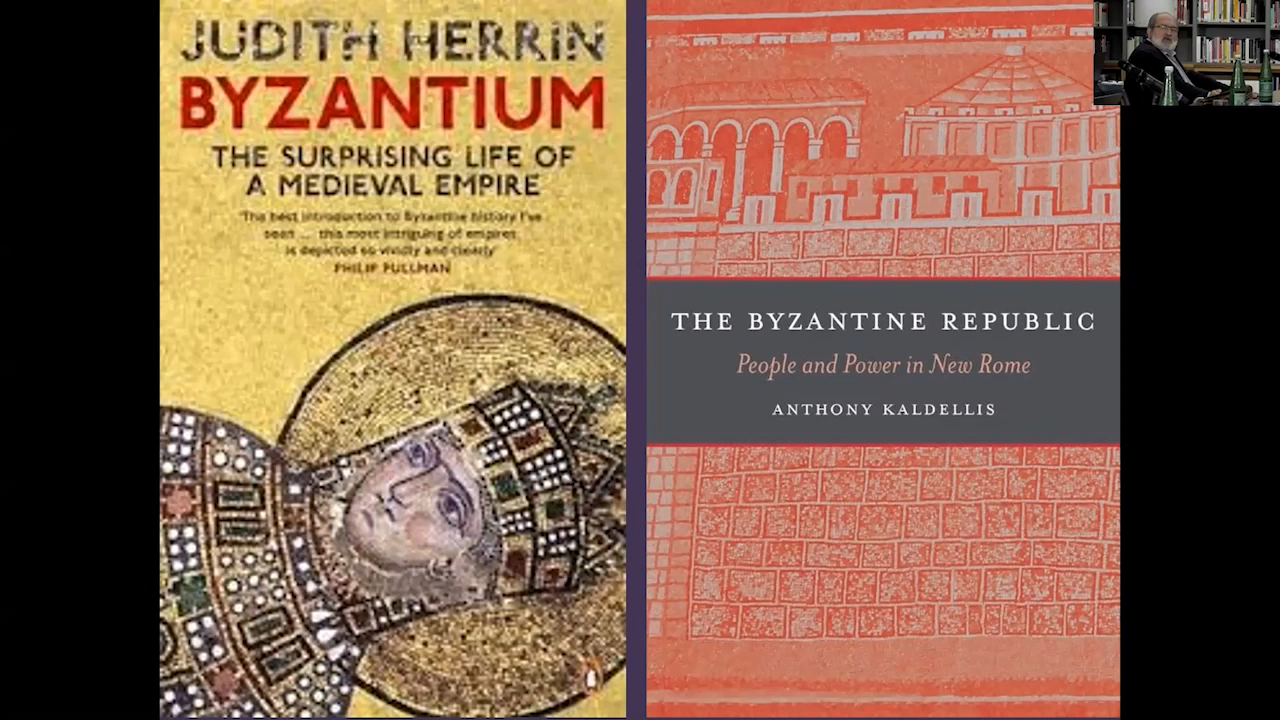 JUDITH HERRIN
BYZANTIUM
THE SURPRISING LIFE OF
A MEDIEVAL EMPIRE
'The best introduction to Byzantine history I've
seen ... this most intriguing of empires
is depicted so vividly and clearly'
PHILIP PULLMAN
THE BYZANTINE REPUBLIC
People and Power in New Rome
ANTHONY KALDELLIS